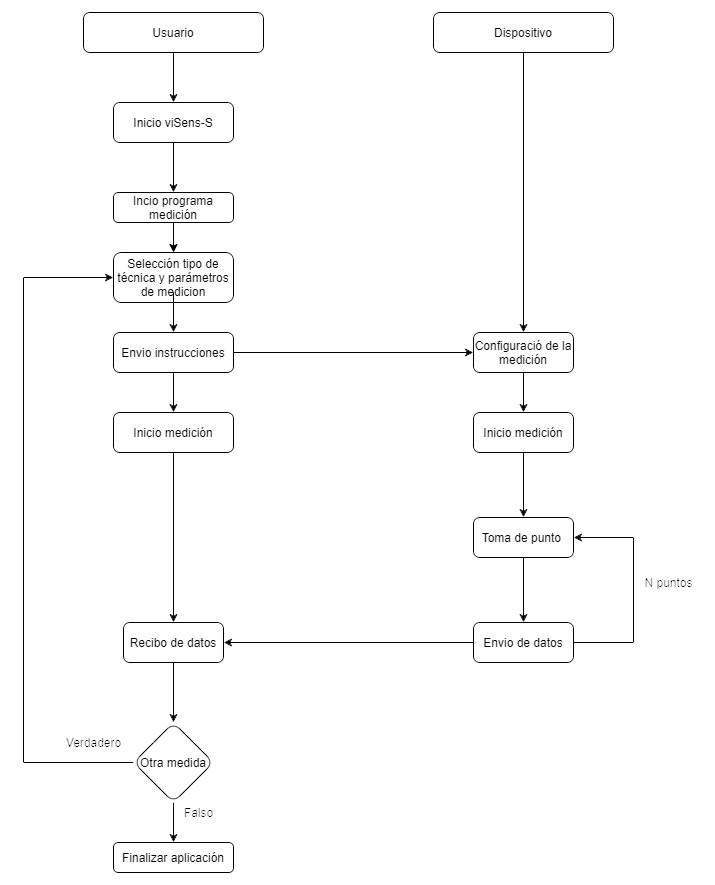 Usuario
Dispositivo
Inicio viSens-S
Incio programa
medición
Selección tipo de
técnica y parámetros
de medicion
Envio instrucciones
Configuració de la
medición
Inicio medición
Inicio medición
Toma de punto
N puntos
Recibo de datos
Envio de datos
Verdadero
Otra medida
Falso
Finalizar aplicación